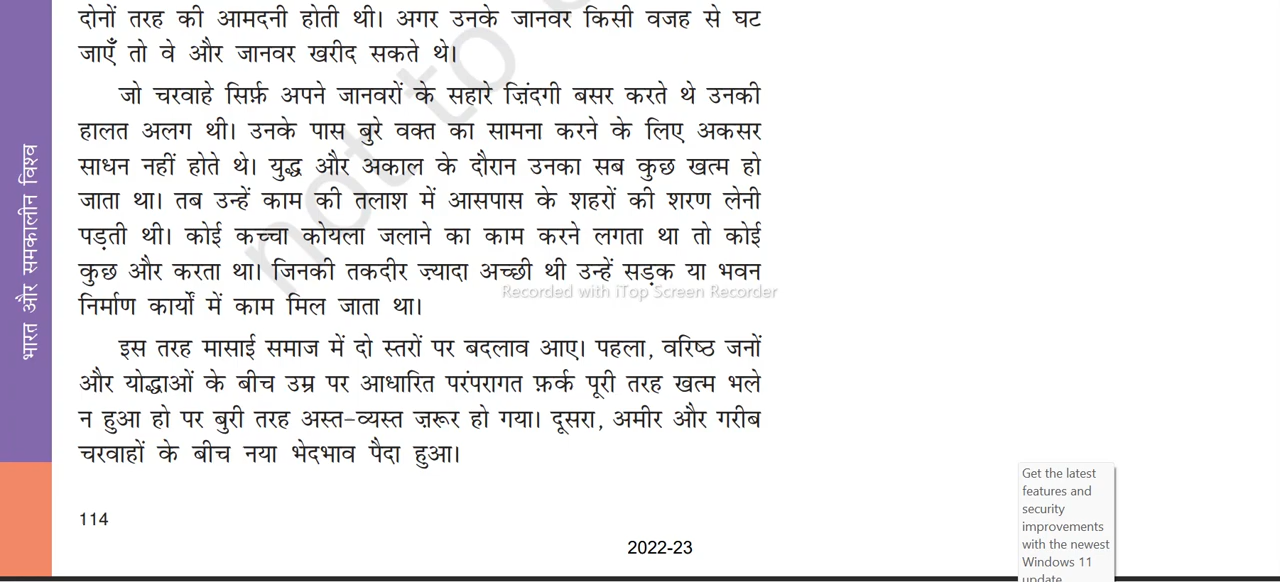 दोनों तरह की आमदनी होती थी। अगर उनके जानवर किसी वजह से घट
जाएँ तो वे और जानवर खरीद सकते थे।
जो चरवाहे सिर्फ़ अपने जानवरों के सहारे ज़िंदगी बसर करते थे उनकी
हालत अलग थी। उनके पास बुरे वक्त का सामना करने के लिए अकसर
साधन नहीं होते थे। युद्ध और अकाल के दौरान उनका सब कुछ खत्म हो
जाता था। तब उन्हें काम की तलाश में आसपास के शहरों की शरण लेनी
पड़ती थी। कोई कच्चा कोयला जलाने का काम करने लगता था तो कोई
कुछ और करता था। जिनकी तकदीर ज़्यादा अच्छी थी उन्हें सड़क या भवन
निर्माण कार्यों में काम मिल जाता था।
इस तरह मासाई समाज में दो स्तरों पर बदलाव आए। पहला, वरिष्ठ जनों
और योद्धाओं के बीच उम्र पर आधारित परंपरागत फ़र्क पूरी तरह खत्म भले
न हुआ हो पर बुरी तरह अस्त-व्यस्त ज़रूर हो गया। दूसरा, अमीर और गरीब
चरवाहों के बीच नया भेदभाव पैदा हुआ।
114
2022-23
भारत और समकालीन विश्व
not to
Recorded with iTop Screen Recorder
Get the latest
features and
security
improvements
with the newest
Windows 11
update